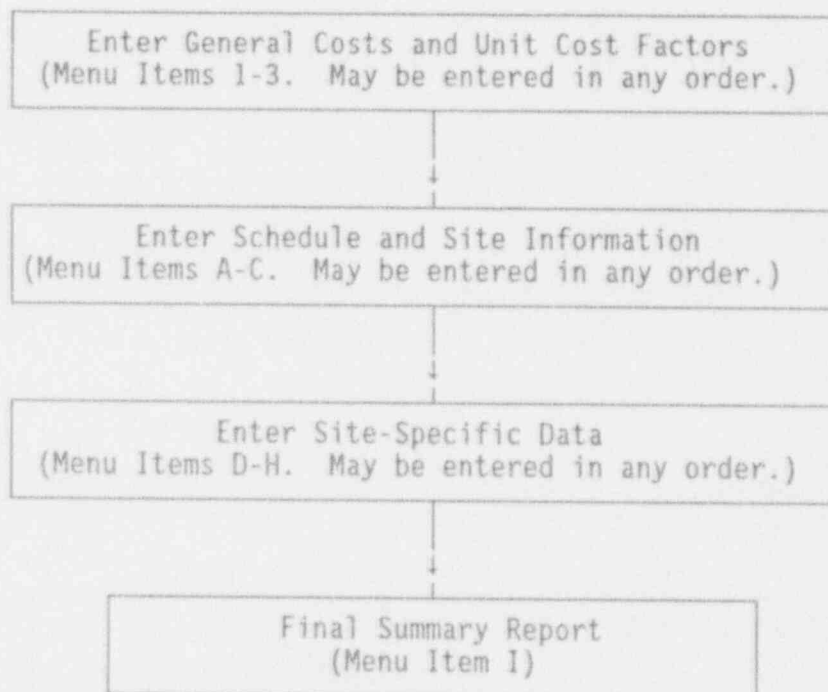 Enter General Costs and Unit Cost Factors
(Menu Items 1-3. May be entered in any order.)
Enter Schedule and Site Information
(Menu Items A-C. May be entered in any order.)
Enter Site-Specific Data
(Menu Items D-H. May be entered in any order.)
Final Summary Report
(Menu Item I)